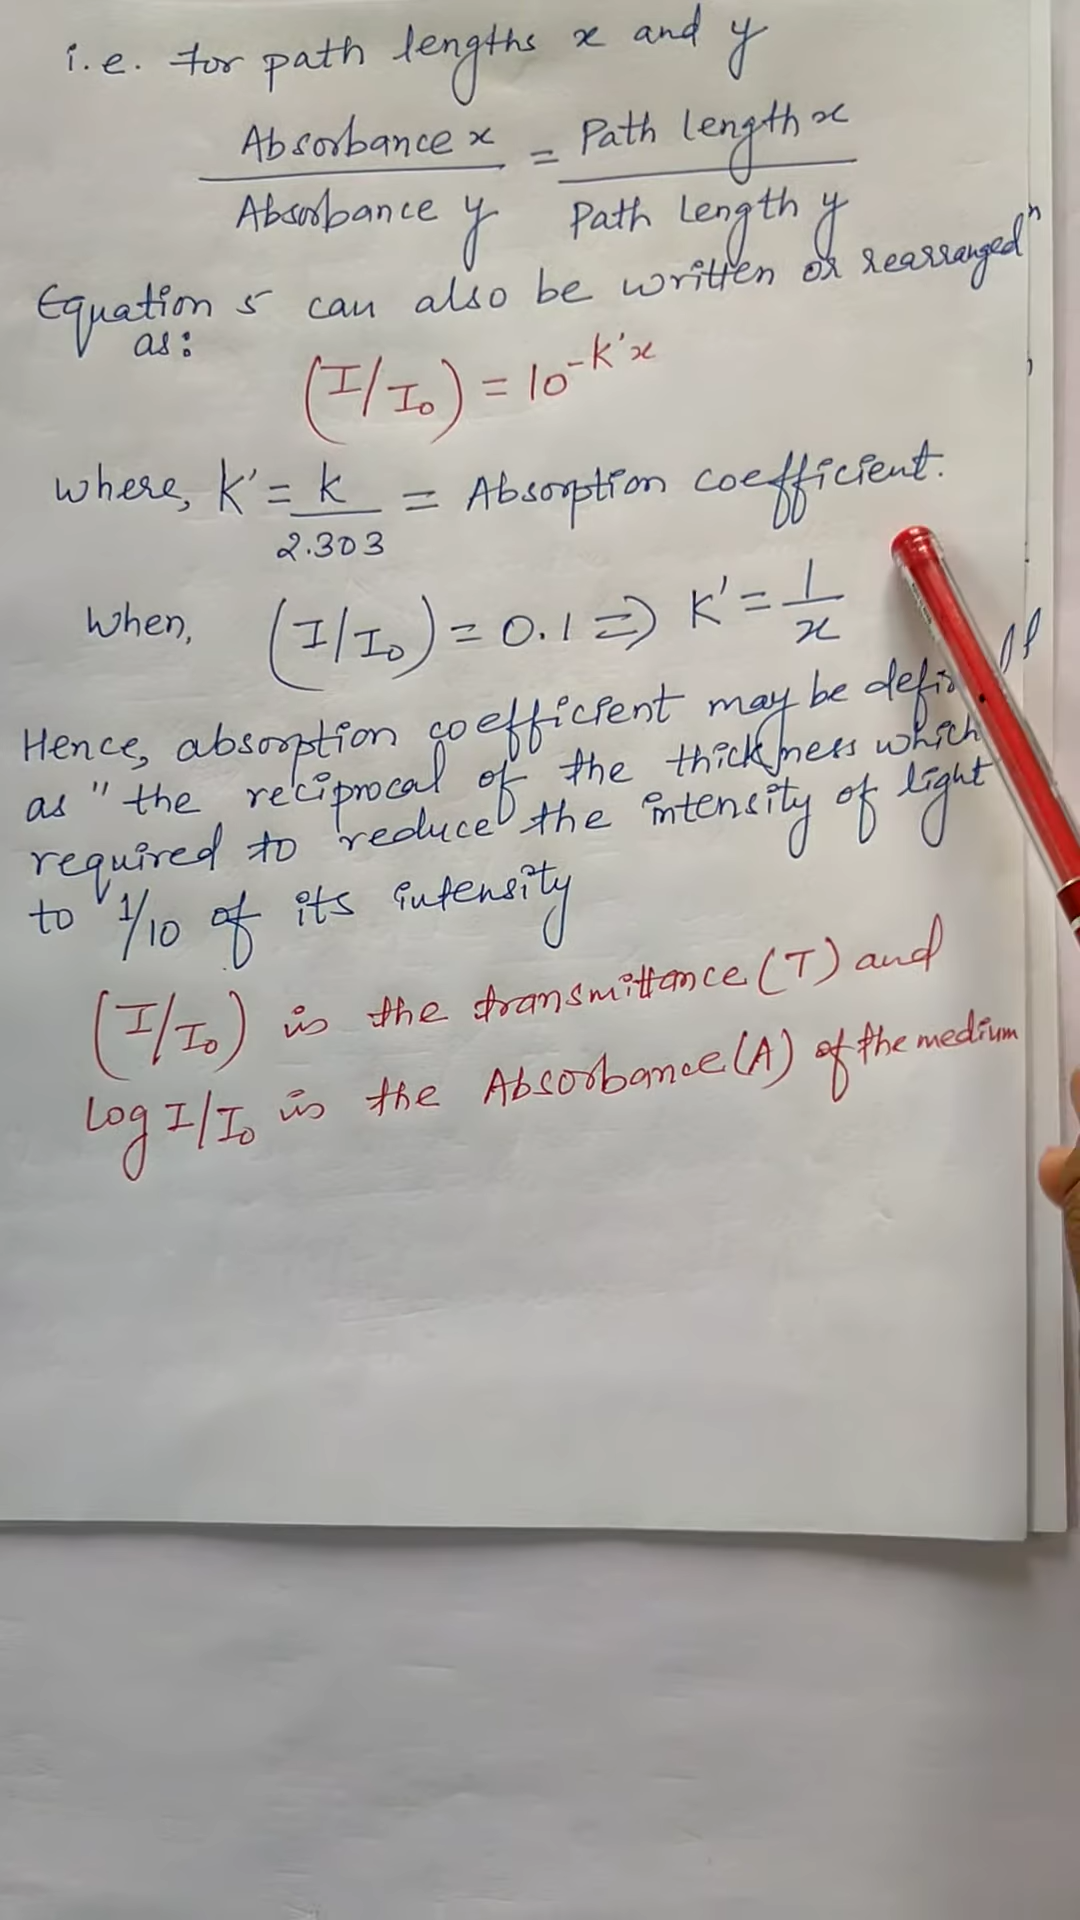 i.e. for path lengths x and y
Absorbance x / Absorbance y = Path length x / Path Length y
Equation 5 can also be written or rearranged
as:
(I/I₀) = 10^-k'x
where, k' = k/2.303 = Absorption coefficient.
When, (I/I₀) = 0.1 ⇒ k' = 1/x
Hence, absorption coefficient may be
as "the reciprocal of the thickness which
required to reduce the intensity of light
to 1/10 of its intensity
(I/I₀) is the transmittance (T) and
Log I/I₀ is the Absorbance (A) of the medium